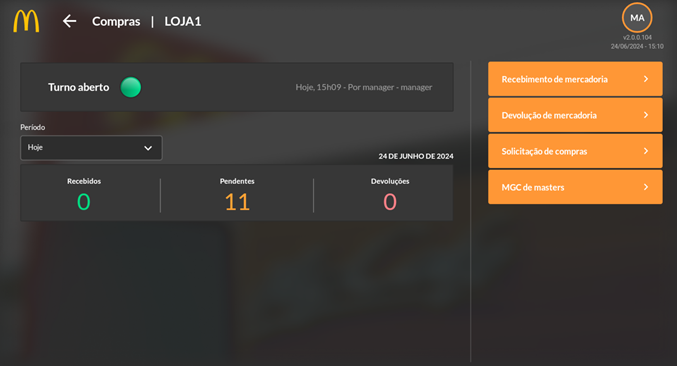 Compras | LOJA1
MA
v2.0.0.104
24/06/2024 - 15:10
Turno aberto
Hoje, 15h09 - Por manager - manager
Período
Hoje
24 DE JUNHO DE 2024
Recebidos
0
Pendentes
11
Devoluções
0
Recebimento de mercadoria
Devolução de mercadoria
Solicitação de compras
MGC de masters